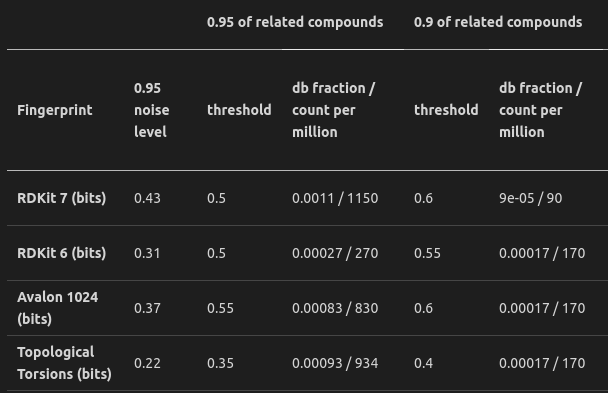 0.95 of related compounds 0.9 of related compounds
Fingerprint 0.95 noise level threshold db fraction / count per million threshold db fraction / count per million
RDKit 7 (bits) 0.43 0.5 0.0011 / 1150 0.6 9e-05 / 90
RDKit 6 (bits) 0.31 0.5 0.00027 / 270 0.55 0.00017 / 170
Avalon 1024 (bits) 0.37 0.55 0.00083 / 830 0.6 0.00017 / 170
Topological Torsions (bits) 0.22 0.35 0.00093 / 934 0.4 0.00017 / 170